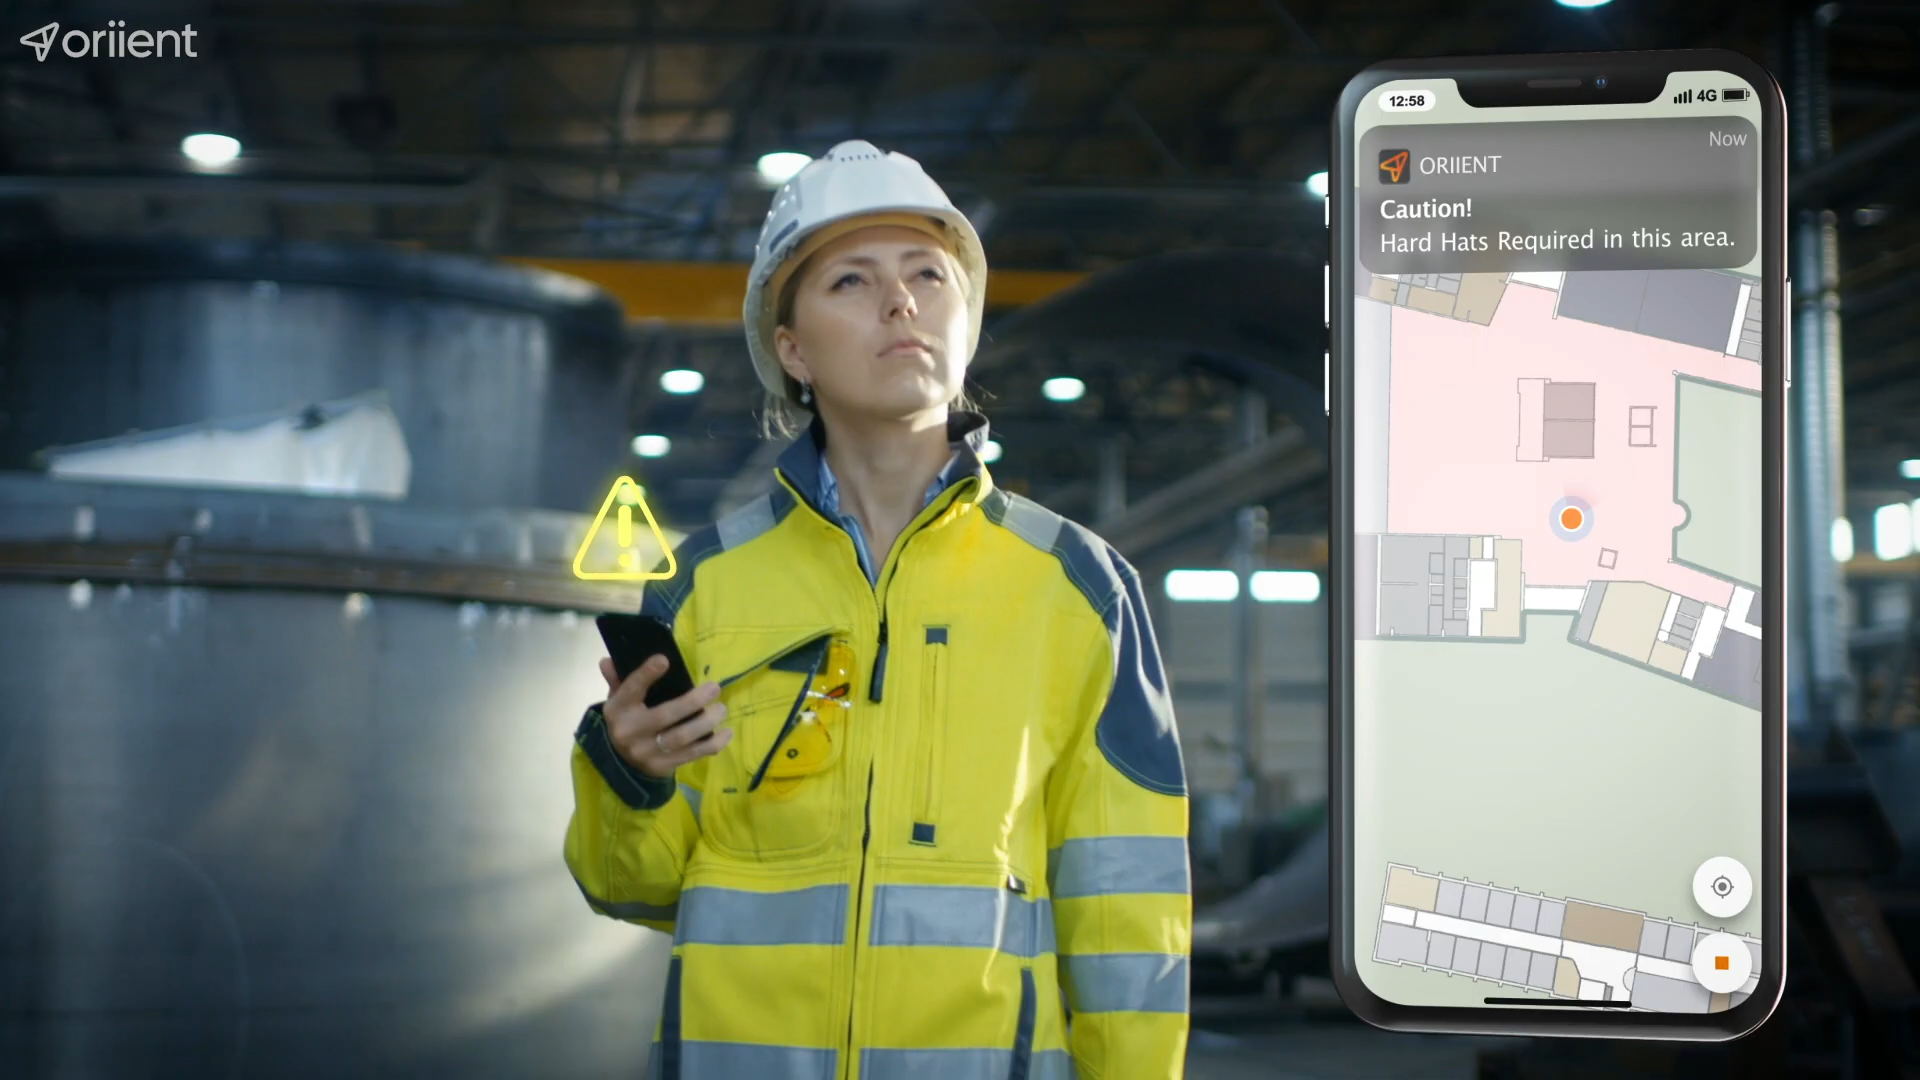 oriient
12:58
4G
Now
ORIIENT
Caution!
Hard Hats Required in this area.